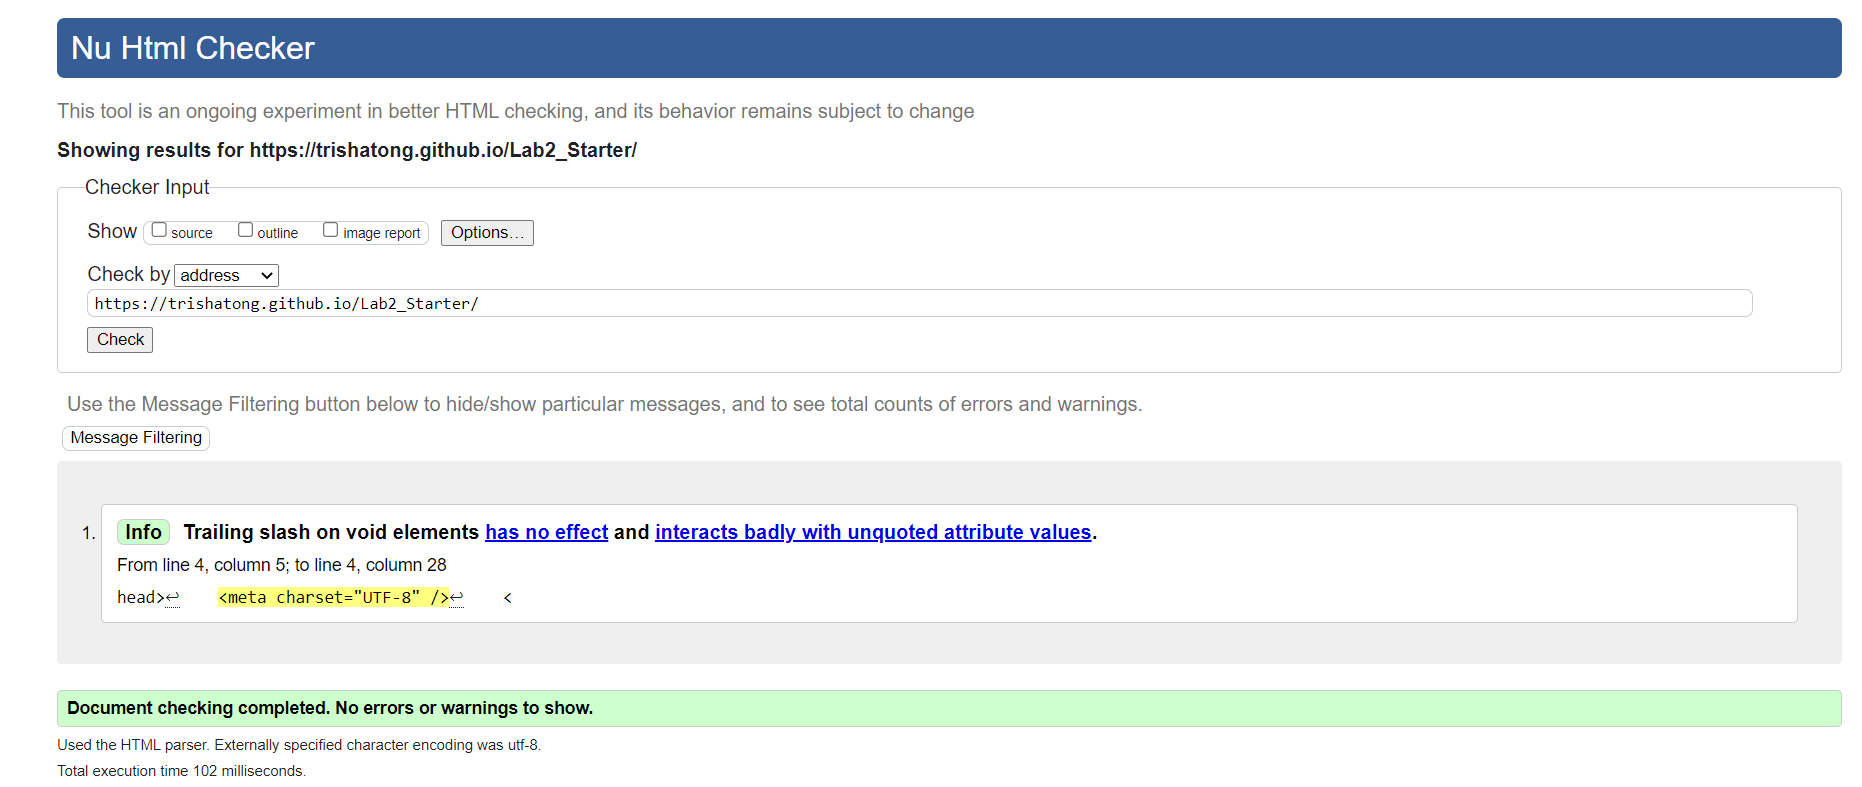 Nu Html Checker
This tool is an ongoing experiment in better HTML checking, and its behavior remains subject to change
Showing results for https://trishatong.github.io/Lab2_Starter/
Checker Input
Show source outline image report Options…
Check by address
https://trishatong.github.io/Lab2_Starter/
Check
Use the Message Filtering button below to hide/show particular messages, and to see total counts of errors and warnings.
Message Filtering
1. Info Trailing slash on void elements has no effect and interacts badly with unquoted attribute values.
From line 4, column 5; to line 4, column 28
head>↩ <meta charset="UTF-8" />↩ <
Document checking completed. No errors or warnings to show.
Used the HTML parser. Externally specified character encoding was utf-8.
Total execution time 102 milliseconds.